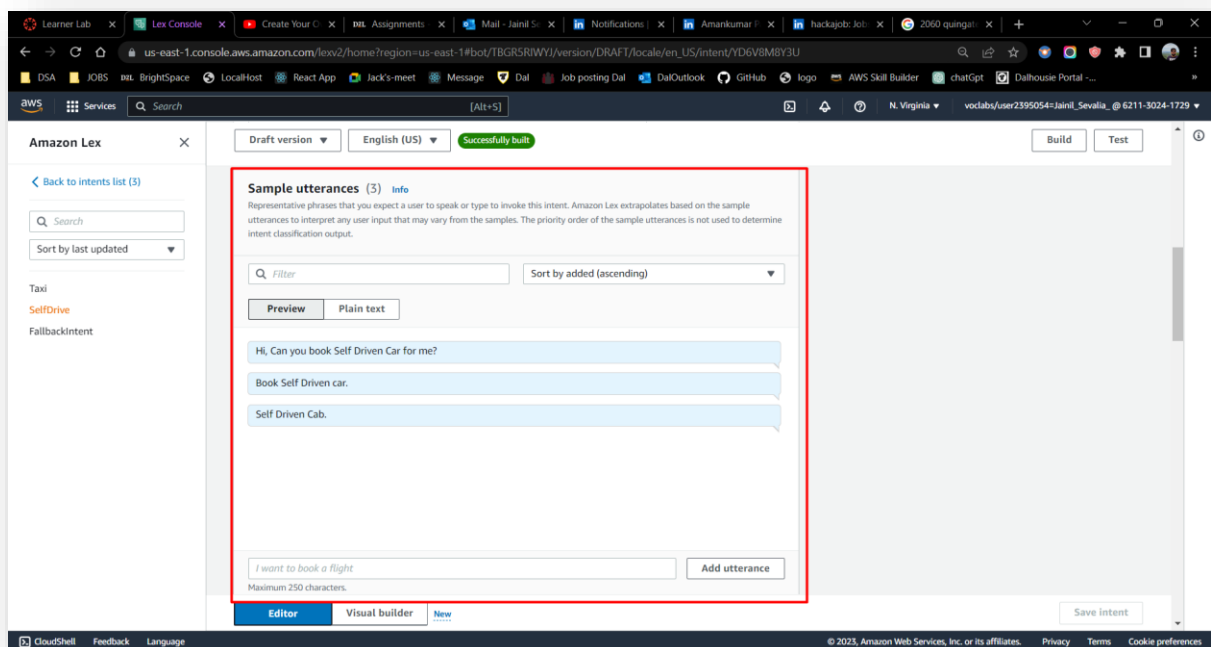 Learner Lab
Lex Console
Create Your C
D2L Assignments -
Mail - Jainil Se
Notifications |
Amankumar P
hackajob: Job
2060 quingate
us-east-1.console.aws.amazon.com/lexv2/home?region=us-east-1#bot/TBGR5RIWYJ/version/DRAFT/locale/en_US/intent/YD6V8M8Y3U
DSA
JOBS
D2L BrightSpace
LocalHost
React App
Jack's-meet
Message
Dal
Job posting Dal
DalOutlook
GitHub
logo
AWS Skill Builder
chatGpt
Dalhousie Portal -...
aws
Services
Search
[Alt+S]
N. Virginia
voclabs/user2395054=Jainil_Sevalia_ @ 6211-3024-1729
Amazon Lex
Back to intents list (3)
Search
Sort by last updated
Taxi
SelfDrive
FallbackIntent
Draft version
English (US)
Successfully built
Build
Test
Sample utterances (3) Info
Representative phrases that you expect a user to speak or type to invoke this intent. Amazon Lex extrapolates based on the sample
utterances to interpret any user input that may vary from the samples. The priority order of the sample utterances is not used to determine
intent classification output.
Filter
Sort by added (ascending)
Preview
Plain text
Hi, Can you book Self Driven Car for me?
Book Self Driven car.
Self Driven Cab.
I want to book a flight
Add utterance
Maximum 250 characters.
Editor
Visual builder
New
Save intent
CloudShell
Feedback
Language
© 2023, Amazon Web Services, Inc. or its affiliates.
Privacy
Terms
Cookie preferences